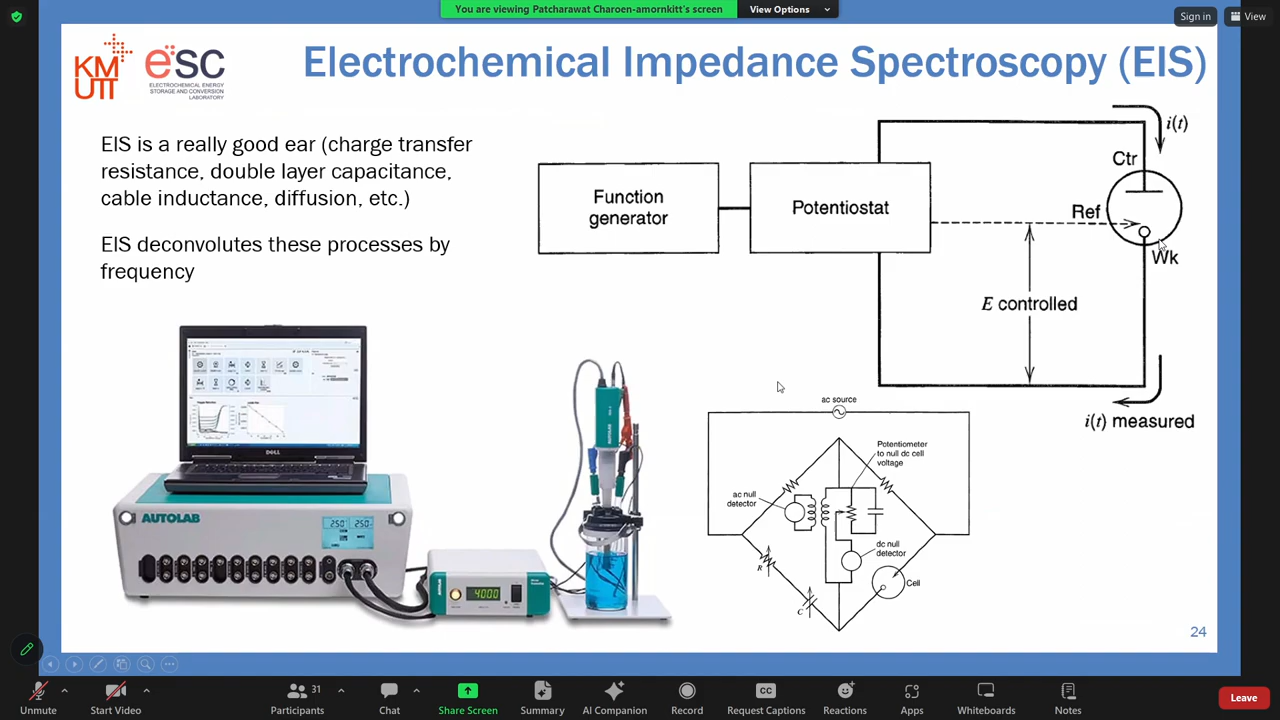 You are viewing Patcharawat Charoen-amornkitt's screen
View Options
Sign in
View
KM
UTT
esc
ELECTROCHEMICAL ENERGY
STORAGE AND CONVERSION
LABORATORY
Electrochemical Impedance Spectroscopy (EIS)
EIS is a really good ear (charge transfer
resistance, double layer capacitance,
cable inductance, diffusion, etc.)
EIS deconvolutes these processes by
frequency
Function
generator
Potentiostat
i(t)
Ctr
Ref
Wk
E controlled
i(t) measured
ac source
Potentiometer
to null dc cell
voltage
ac null
detector
dc null
detector
R
C
Cell
DELL
AUTOLAB
250 250
4000
24
Unmute
Start Video
31
Participants
Chat
Share Screen
Summary
AI Companion
Record
CC
Request Captions
Reactions
Apps
Whiteboards
Notes
Leave